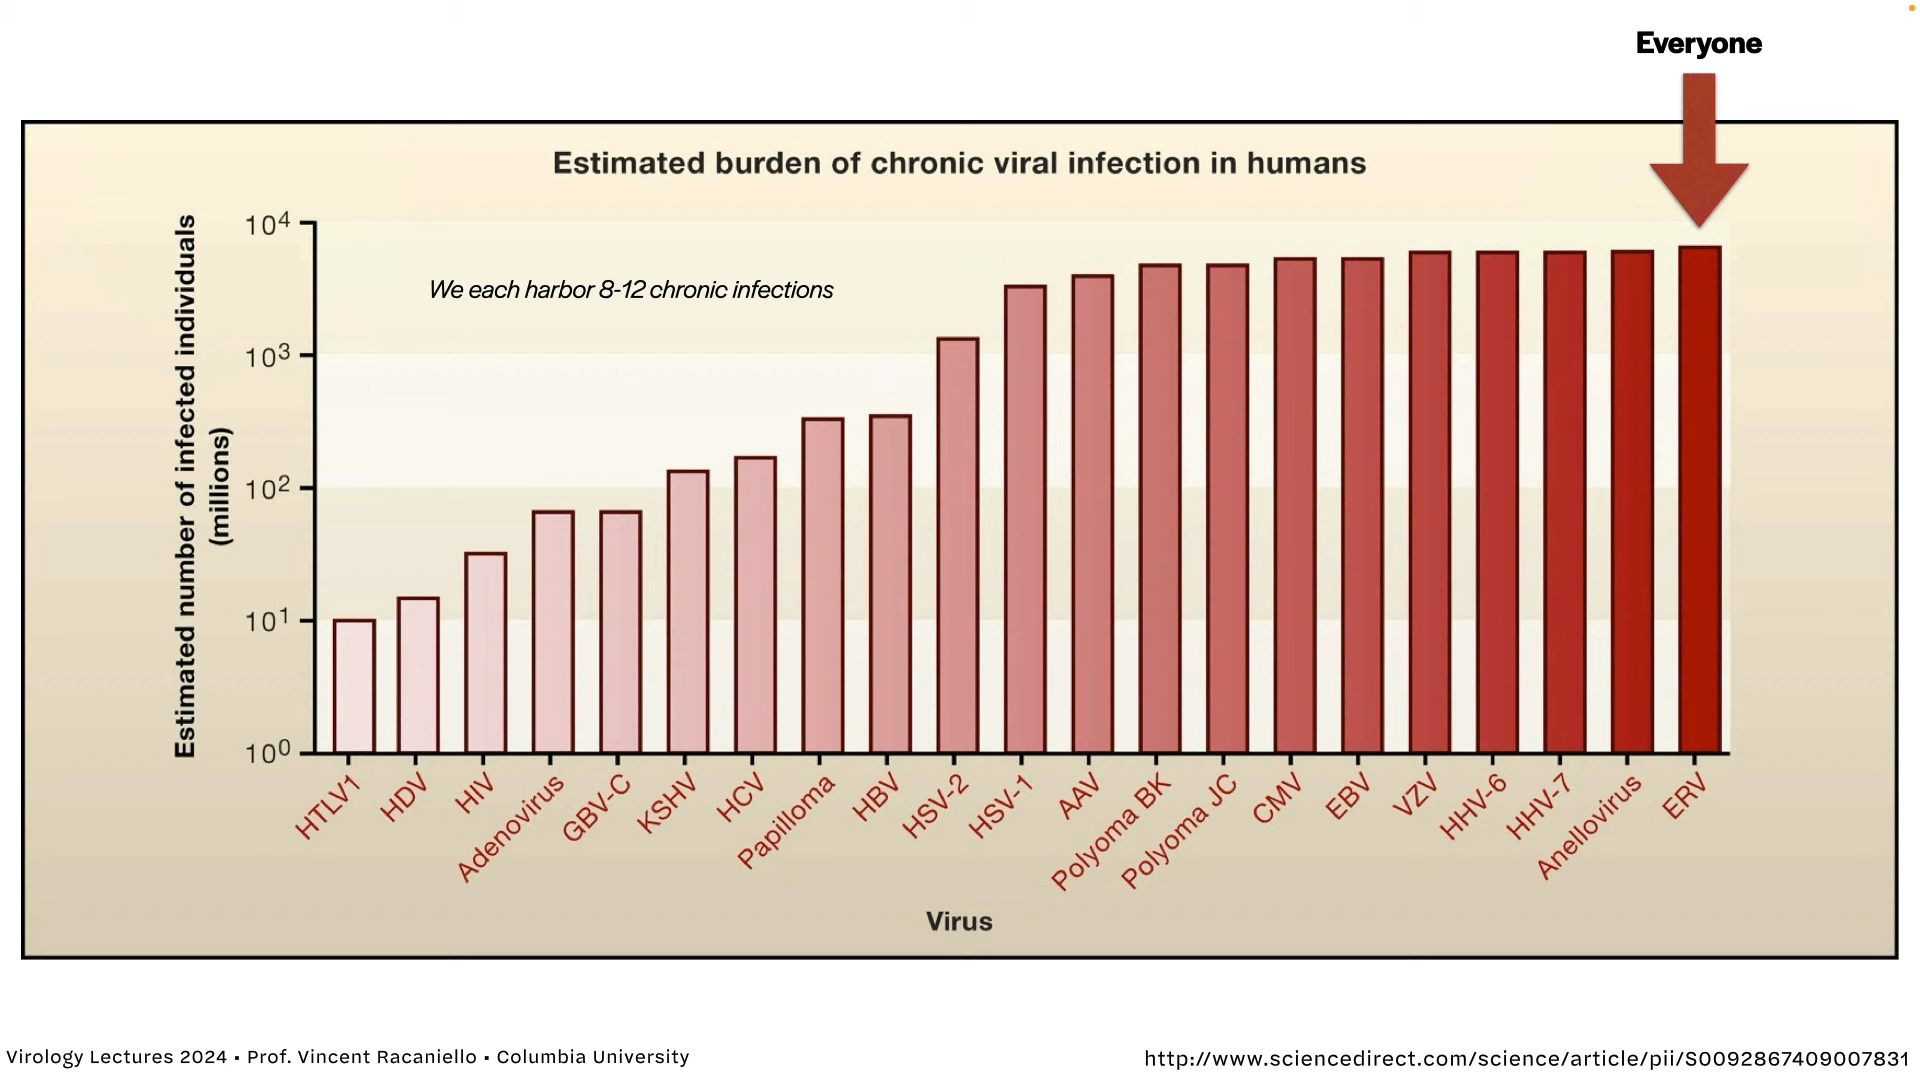 Everyone
Estimated burden of chronic viral infection in humans
Estimated number of infected individuals
(millions)
10⁴
10³
10²
10¹
10⁰
We each harbor 8-12 chronic infections
HTLV1
HDV
HIV
Adenovirus
GBV-C
KSHV
HCV
Papilloma
HBV
HSV-2
HSV-1
AAV
Polyoma BK
Polyoma JC
CMV
EBV
VZV
HHV-6
HHV-7
Anellovirus
ERV
Virus
Virology Lectures 2024 • Prof. Vincent Racaniello • Columbia University
http://www.sciencedirect.com/science/article/pii/S0092867409007831